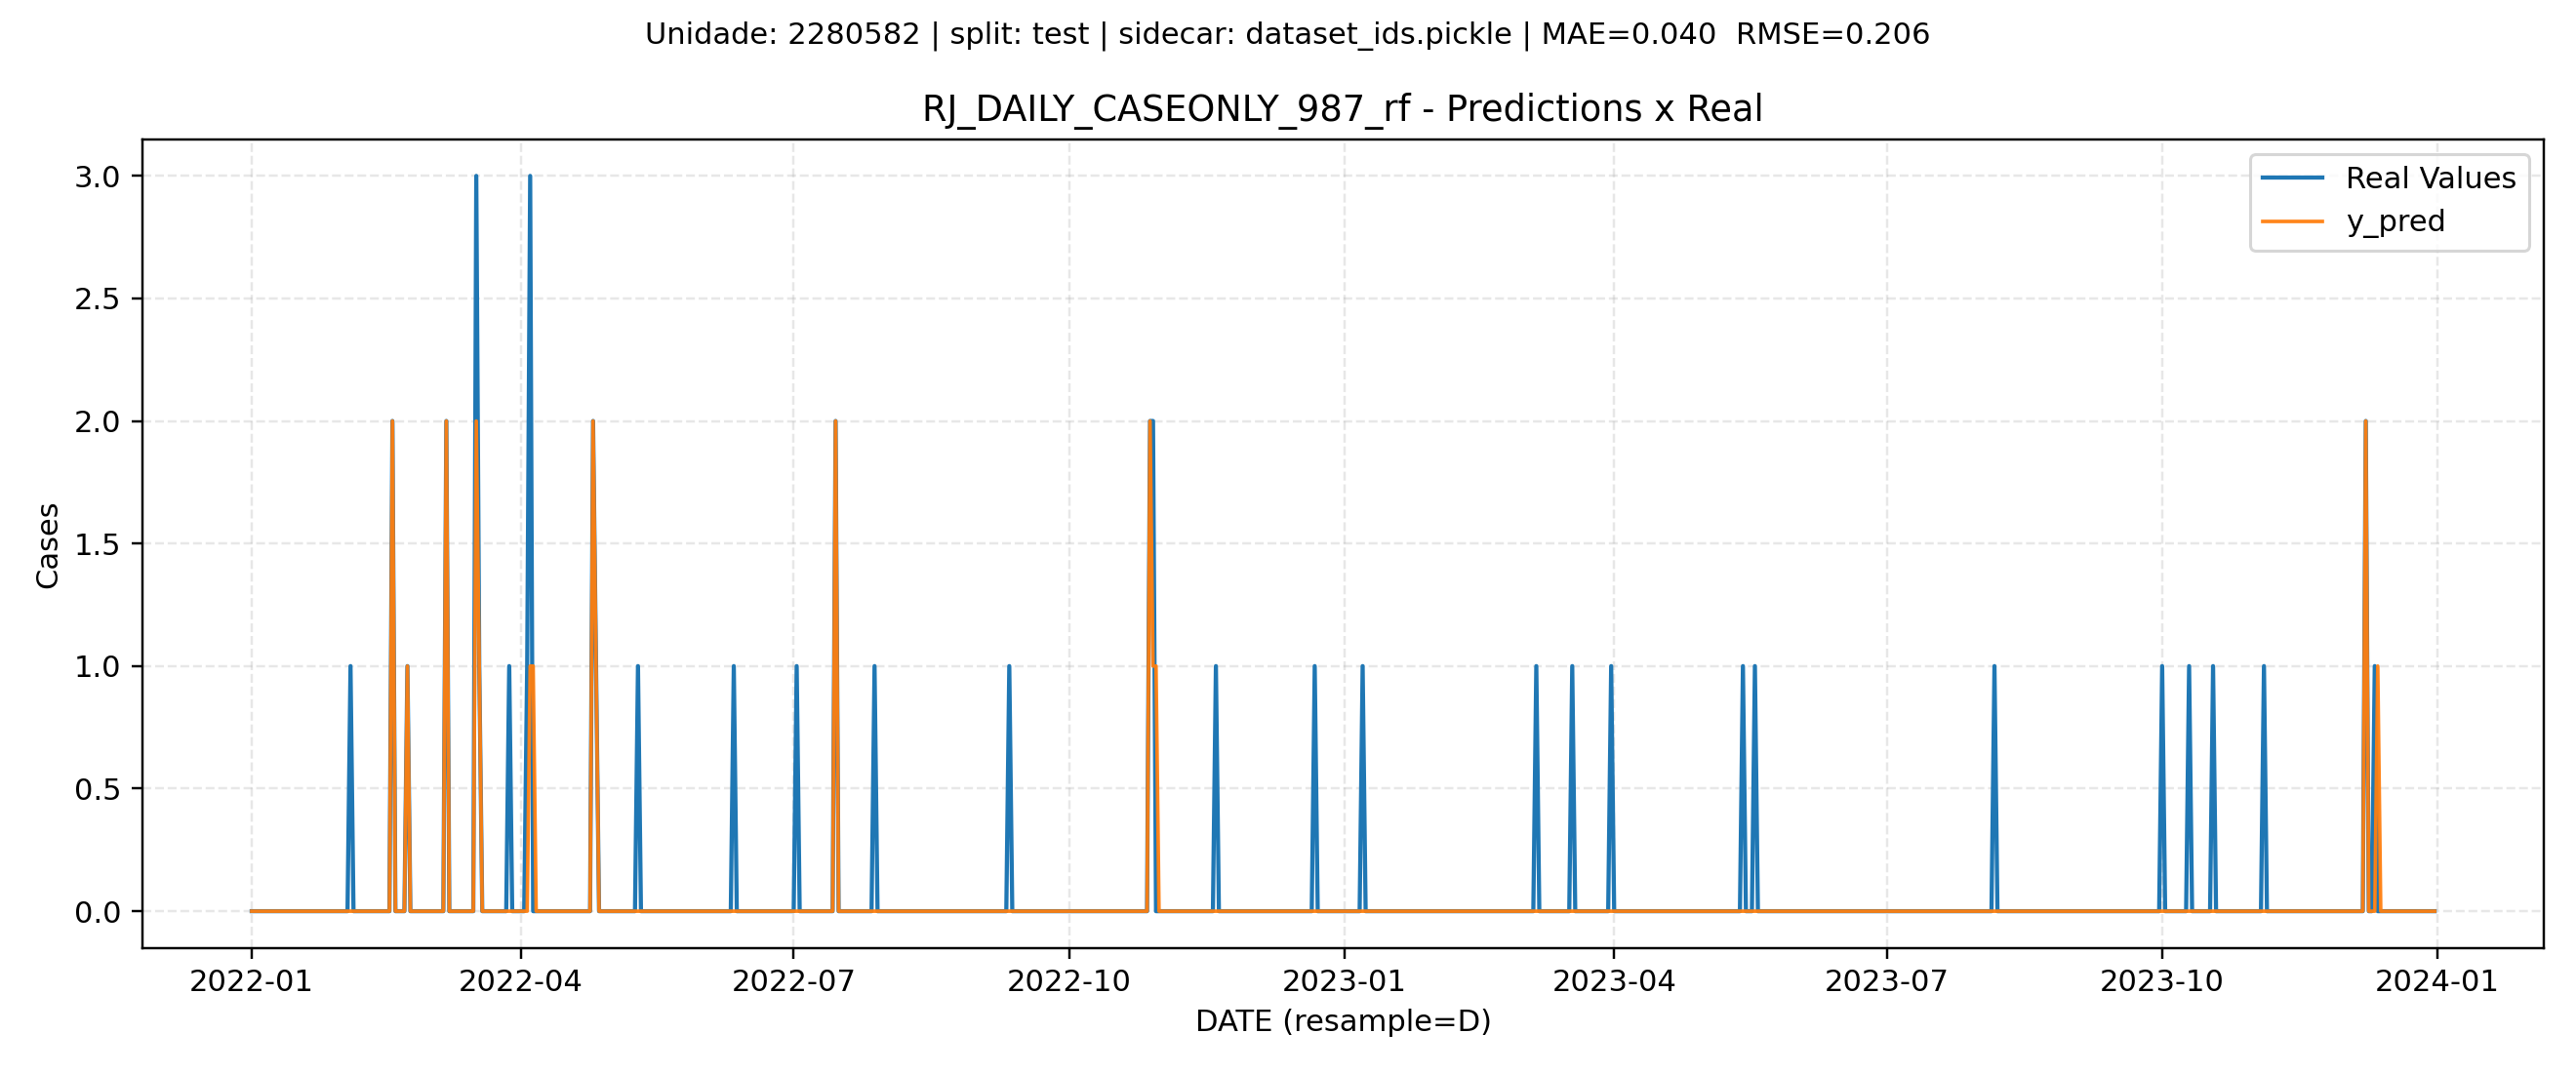 Unidade: 2280582 | split: test | sidecar: dataset_ids.pickle | MAE=0.040  RMSE=0.206
RJ_DAILY_CASEONLY_987_rf - Predictions x Real
Real Values
y_pred
Cases
3.0
2.5
2.0
1.5
1.0
0.5
0.0
2022-01
2022-04
2022-07
2022-10
2023-01
2023-04
2023-07
2023-10
2024-01
DATE (resample=D)